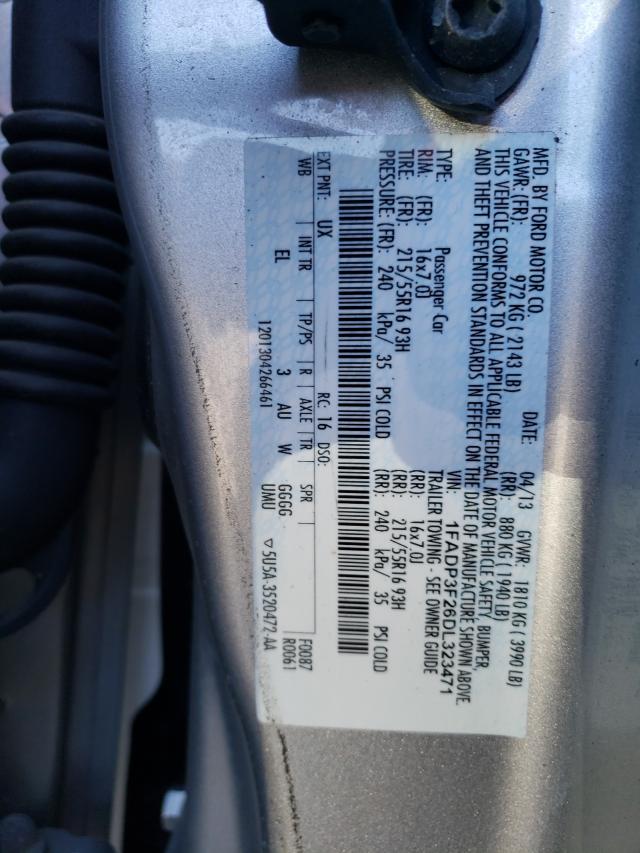 MFD. BY FORD MOTOR CO.
DATE: 04/13 GVWR: 1810 KG ( 3990 LB)
GAWR: (FR): 972 KG ( 2143 LB) (RR): 880 KG ( 1940 LB)
THIS VEHICLE CONFORMS TO ALL APPLICABLE FEDERAL MOTOR VEHICLE SAFETY, BUMPER,
AND THEFT PREVENTION STANDARDS IN EFFECT ON THE DATE OF MANUFACTURE SHOWN ABOVE.
VIN: 1FADP3F26DL323471
TYPE: Passenger Car TRAILER TOWING - SEE OWNER GUIDE
RIM: (FR): 16x7.0J (RR): 16x7.0J
TIRE: (FR): 215/55R16 93H (RR): 215/55R16 93H
PRESSURE: (FR): 240 kPa/ 35 PSI COLD (RR): 240 kPa/ 35 PSI COLD
EXT PNT: UX RC: 16 DSO:
WB INT TR TP/PS R AXLE TR SPR F0087
EL 3 AU W GGGG R0061
UMU
1201304266461 ▽ 5U5A-3520472-AA